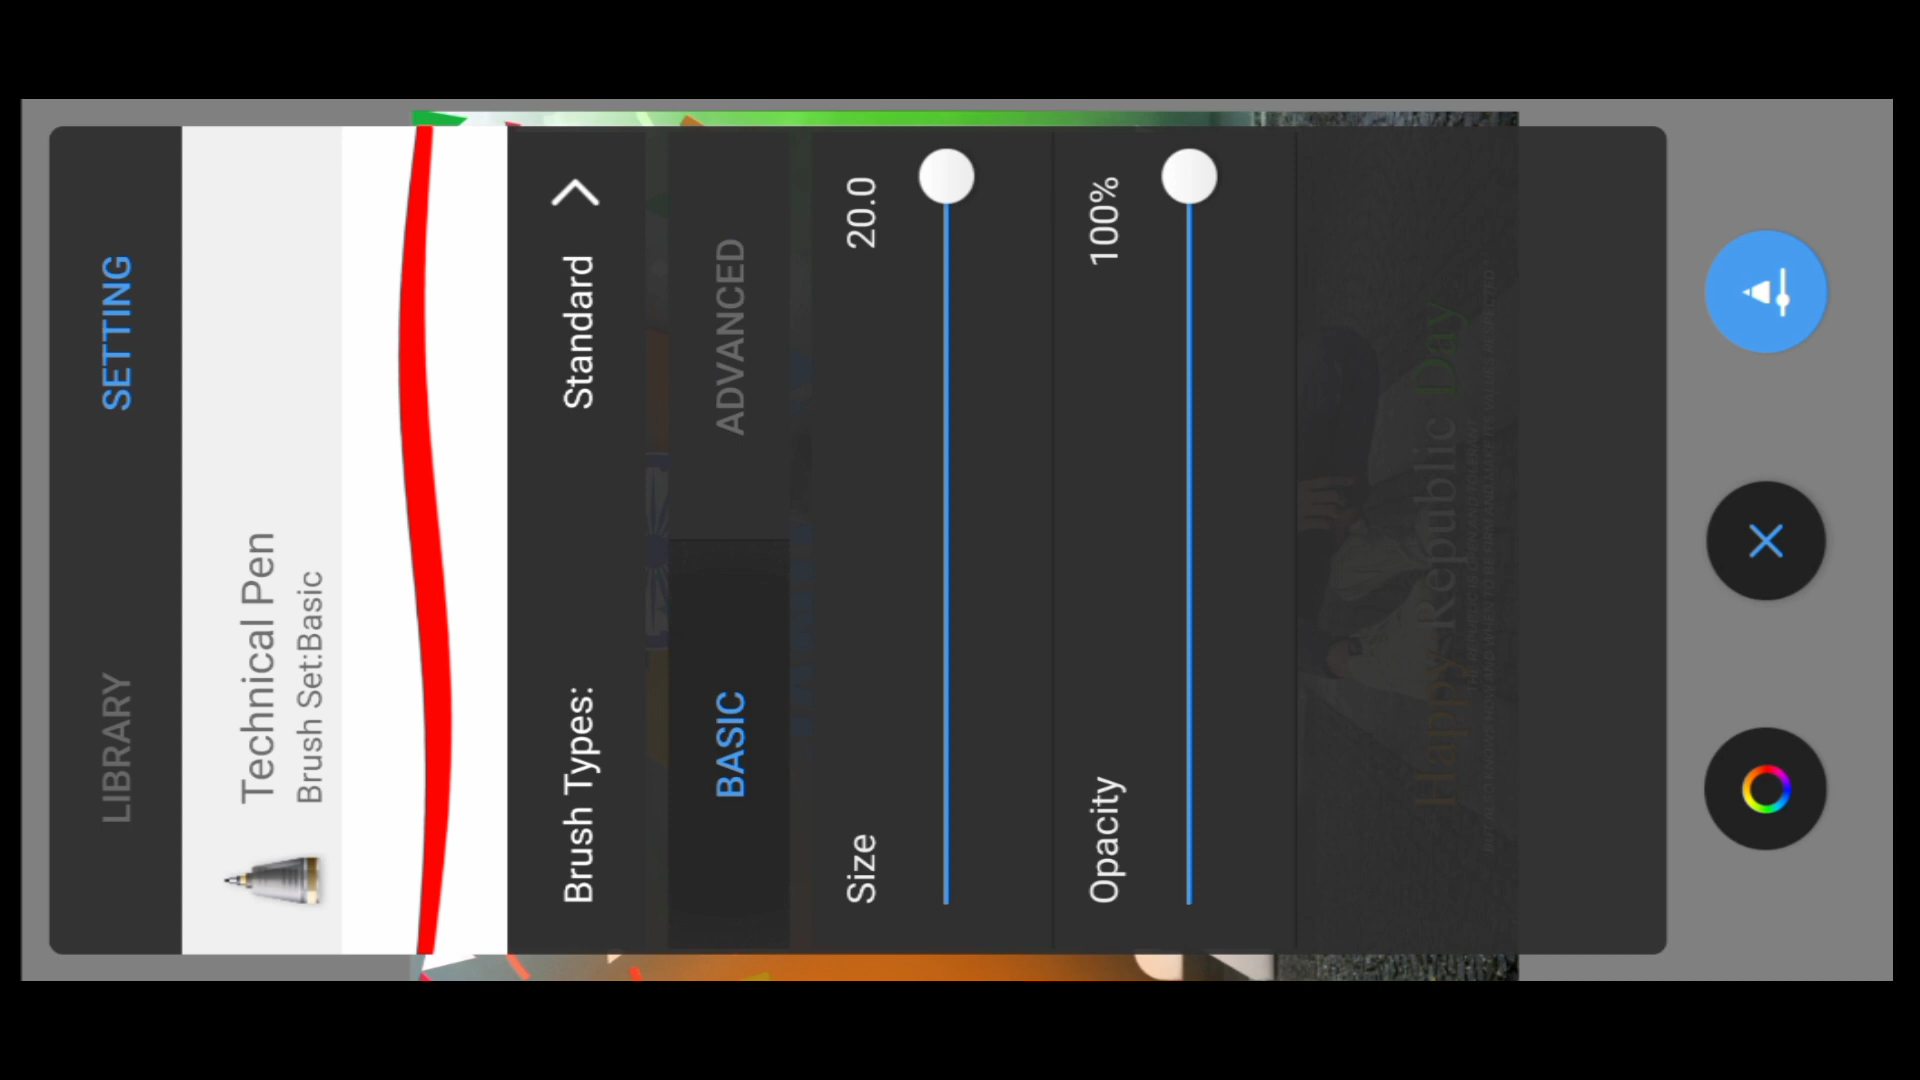 LIBRARY SETTING
Technical Pen
Brush Set:Basic
Brush Types: Standard
BASIC ADVANCED
Size 20.0
Opacity 100%
Happy Republic Day